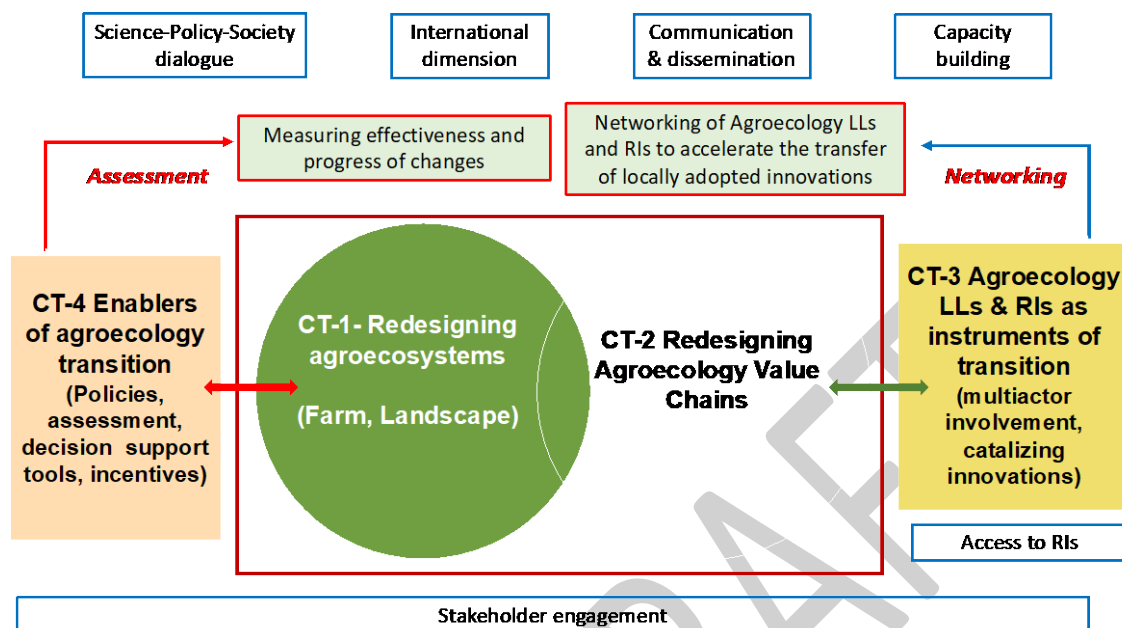 Science-Policy-Society
dialogue
International
dimension
Communication
& dissemination
Capacity
building
Measuring effectiveness and
progress of changes
Networking of Agroecology LLs
and RIs to accelerate the transfer
of locally adopted innovations
Assessment
Networking
CT-4 Enablers
of agroecology
transition
(Policies,
assessment,
decision support
tools, incentives)
CT-1- Redesigning
agroecosystems
(Farm, Landscape)
CT-2 Redesigning
Agroecology Value
Chains
CT-3 Agroecology
LLs & RIs as
instruments of
transition
(multiactor
involvement,
catalizing
innovations)
Access to RIs
Stakeholder engagement
DRAFT